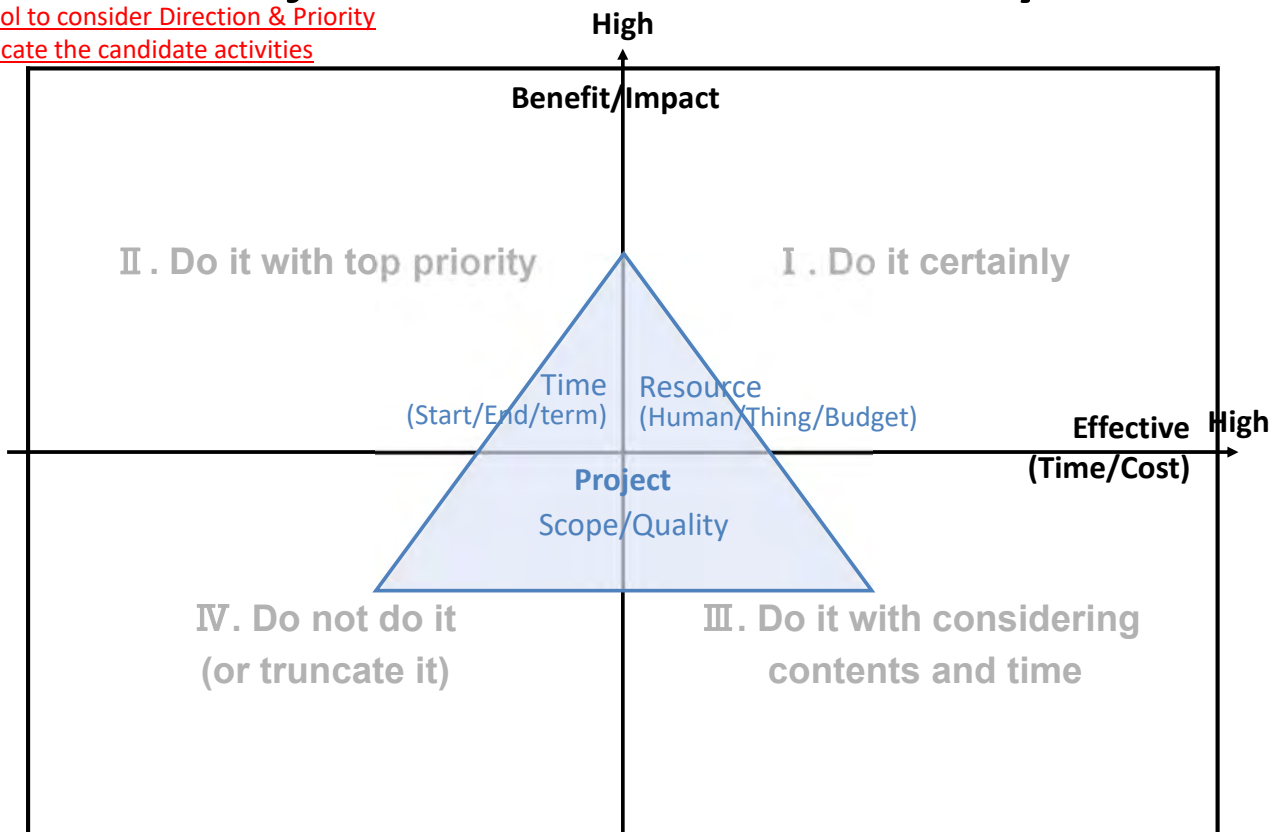 ol to consider Direction & Priority
cate the candidate activities
High
Benefit/Impact
Ⅱ. Do it with top priority
Ⅰ. Do it certainly
Time
(Start/End/term)
Resource
(Human/Thing/Budget)
Effective
(Time/Cost)
High
Project
Scope/Quality
Ⅳ. Do not do it
(or truncate it)
Ⅲ. Do it with considering
contents and time